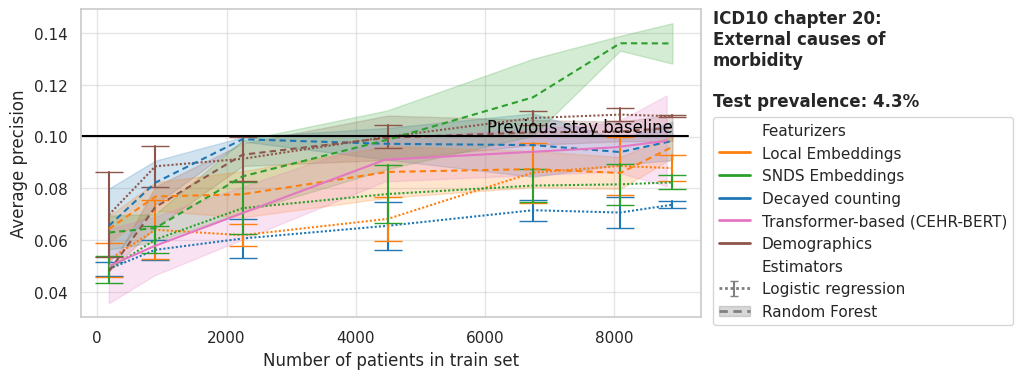 0.14
0.12
0.10
0.08
0.06
0.04
Average precision
0
2000
4000
6000
8000
Number of patients in train set
Previous stay baseline
ICD10 chapter 20:
External causes of
morbidity
Test prevalence: 4.3%
Featurizers
Local Embeddings
SNDS Embeddings
Decayed counting
Transformer-based (CEHR-BERT)
Demographics
Estimators
Logistic regression
Random Forest